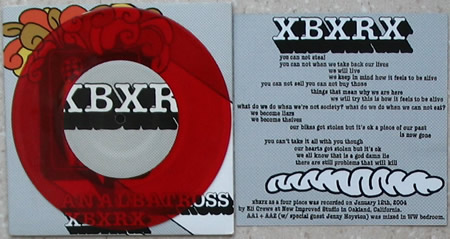 XBXR
AN ALBATROSS
XBXRX
XBXRX
you can not steal
you can not when we take back our lives
we will live
we keep in mind how it feels to be alive
you can not sell you can not buy those
things that mean why we are here
we will try this is how it feels to be alive
what do we do when we're not society? what do we do when we can not eat?
we become liars
we become theives
our bikes got stolen but it's ok a piece of our past
is now gone
you can't take it all with you though
our hearts got stolen but it ok
we all know that is a god damn lie
there are still problems that will kill
xbxrx as a four piece was recorded on January 12th, 2004
by Eli Crews at New Improved Studio in Oakland, California.
AA1 + AA2 (w/ special guest Jenny Hoyston) was mixed in WW bedroom.